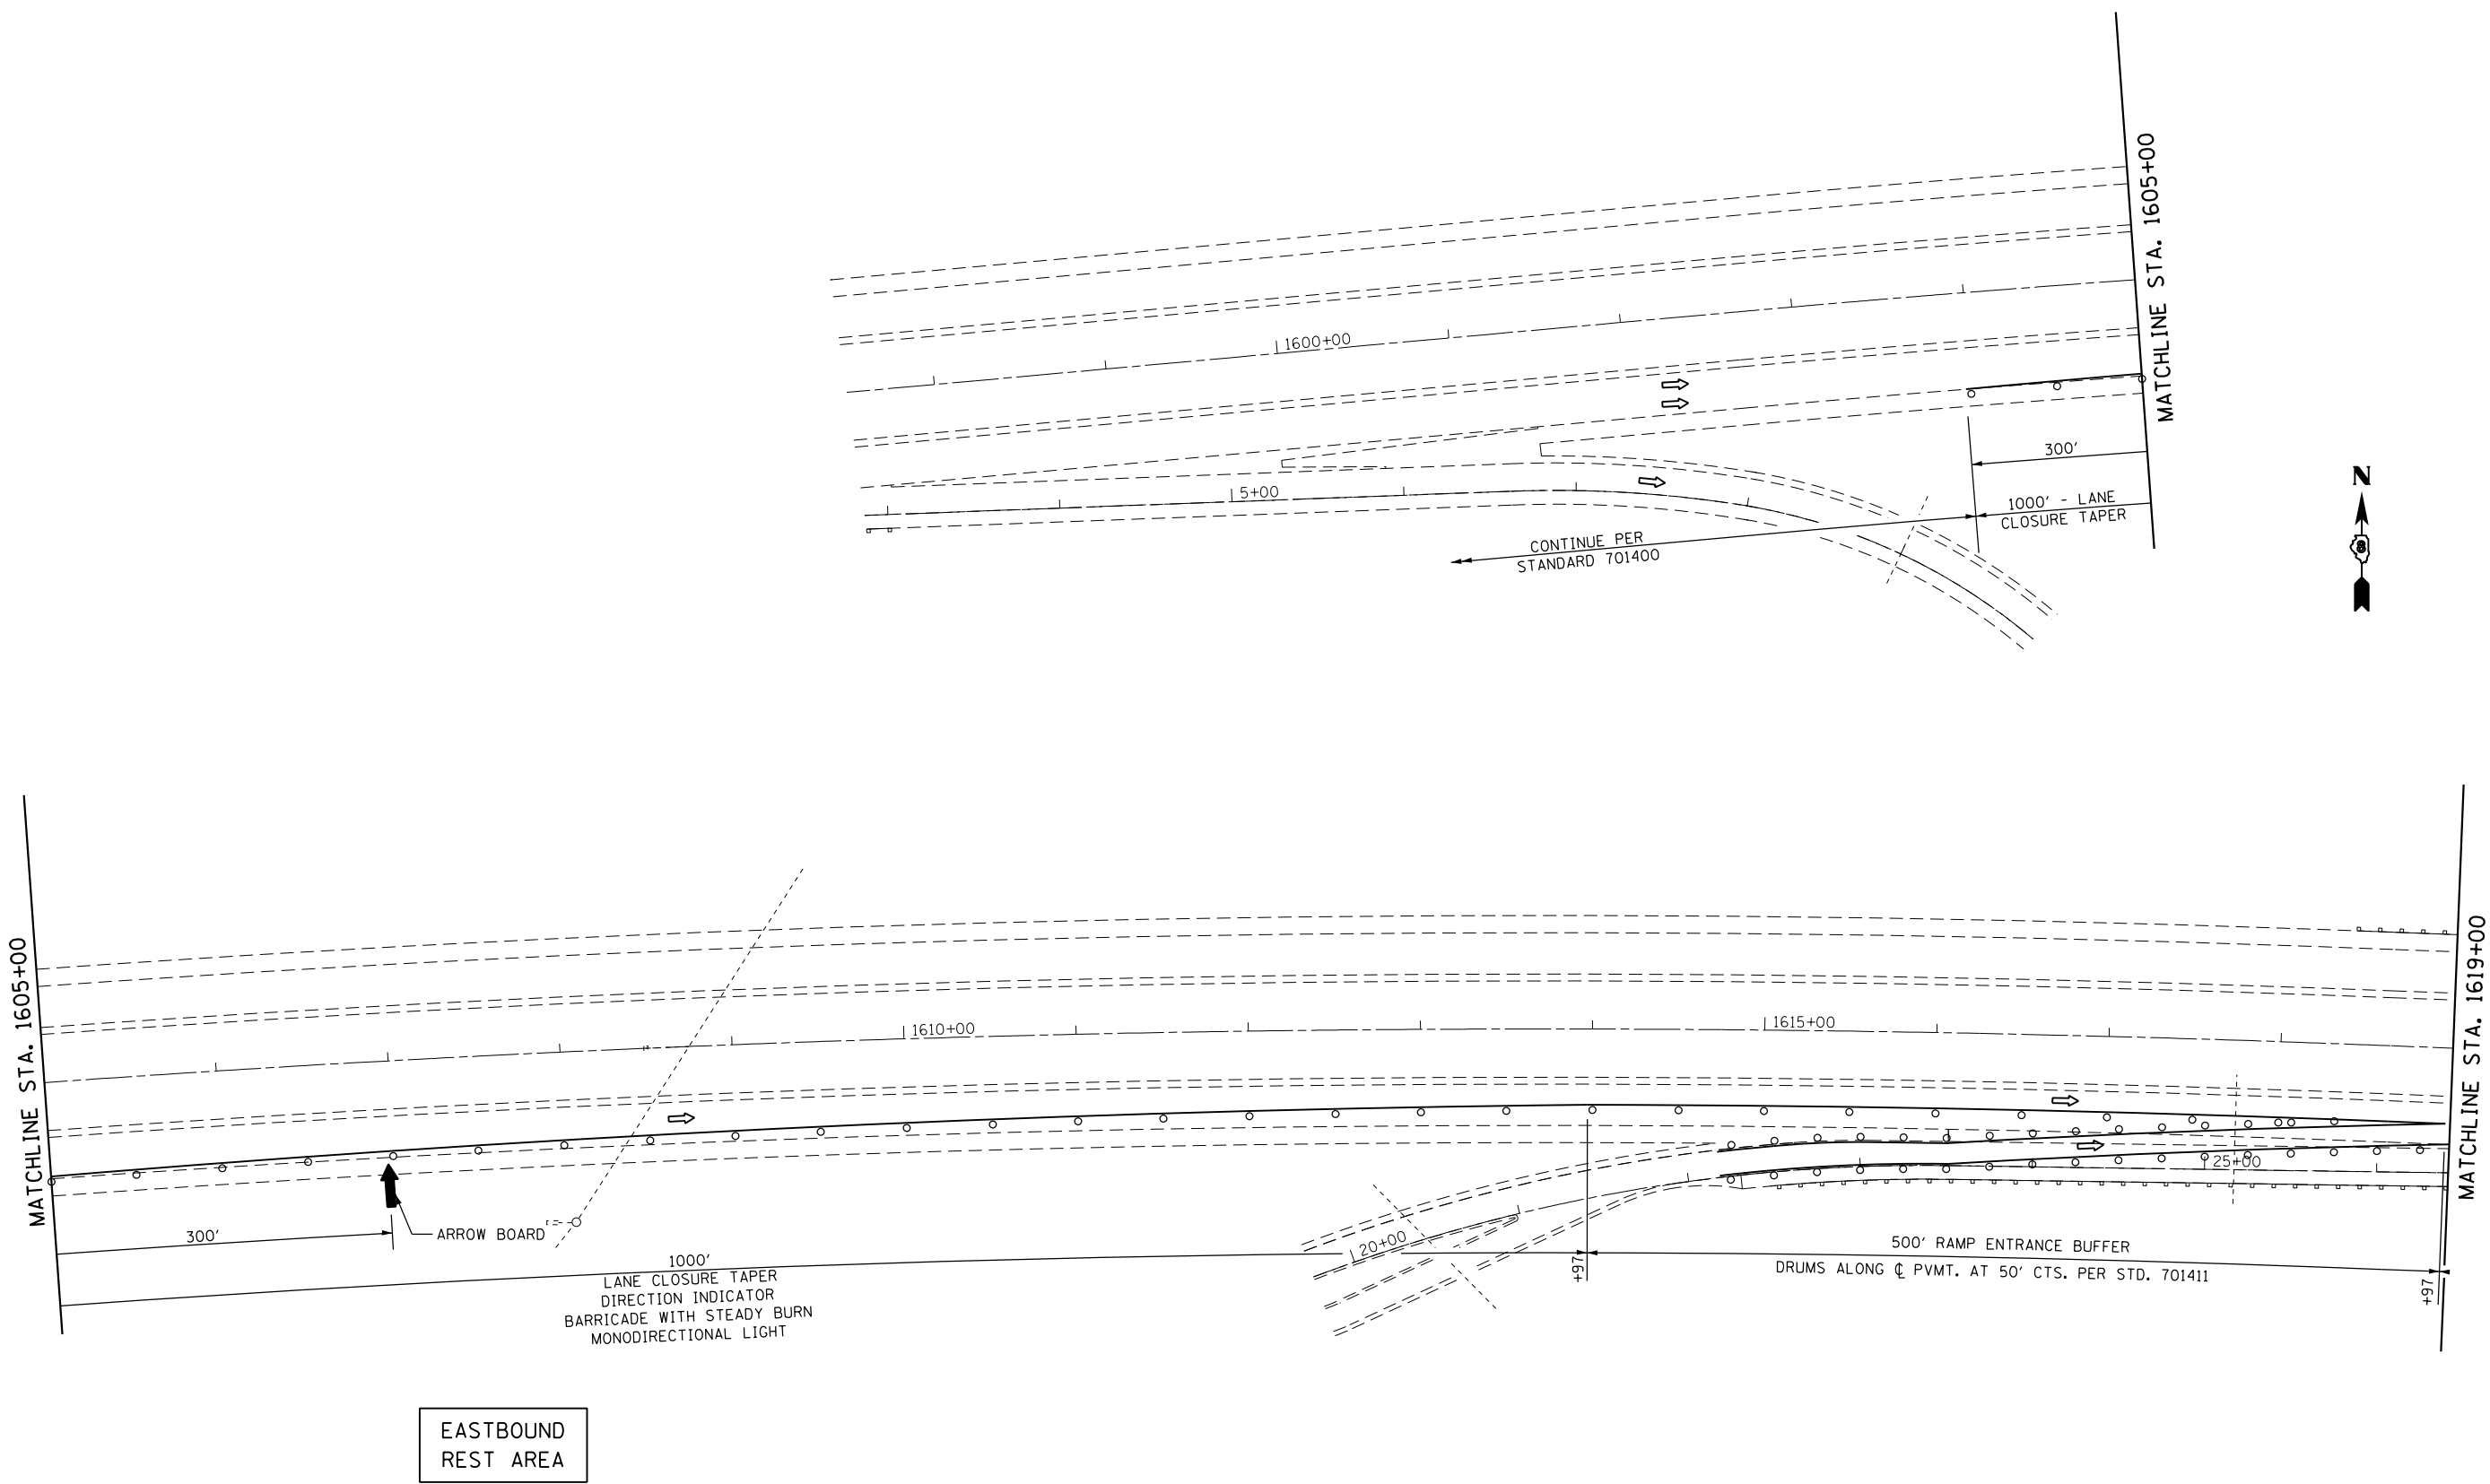 MATCHLINE STA. 1605+00
1600+00
300'
5+00
1000' - LANE
CLOSURE TAPER
CONTINUE PER
STANDARD 701400
N
8
MATCHLINE STA. 1605+00
MATCHLINE STA. 1619+00
1610+00
1615+00
25+00
300'
ARROW BOARD
20+00
1000'
LANE CLOSURE TAPER
DIRECTION INDICATOR
BARRICADE WITH STEADY BURN
MONODIRECTIONAL LIGHT
+97
500' RAMP ENTRANCE BUFFER
DRUMS ALONG ℄ PVMT. AT 50' CTS. PER STD. 701411
+97
EASTBOUND
REST AREA